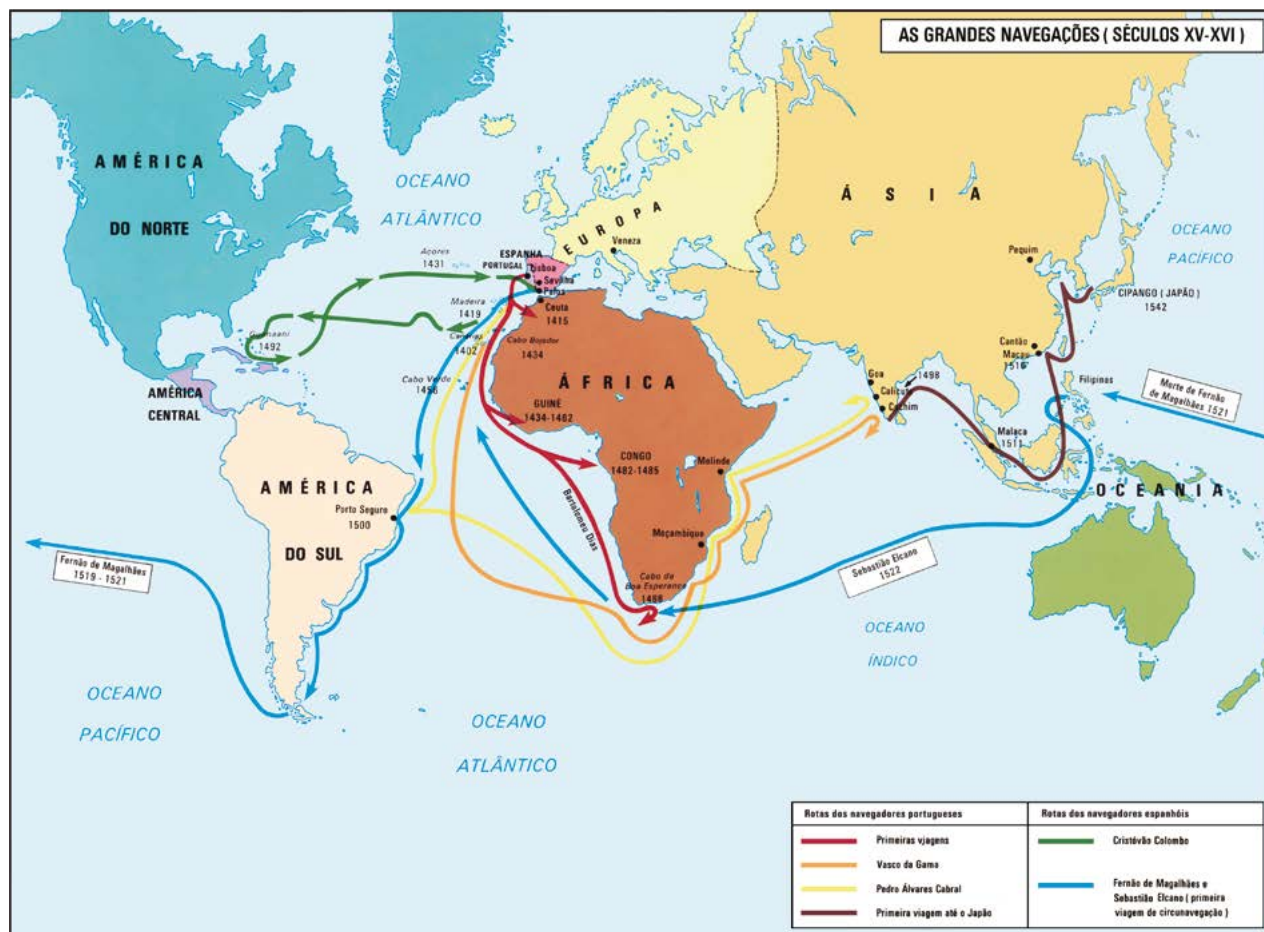 AS GRANDES NAVEGAÇÕES ( SÉCULOS XV-XVI )
AMÉRICA
DO NORTE
OCEANO
ATLÂNTICO
EUROPA
Veneza
ÁSIA
Pequim
OCEANO
PACÍFICO
CIPANGO ( JAPÃO )
1542
Açores
1431
ESPANHA
PORTUGAL
Lisboa
Sevilha
Palos
Ceuta
1415
Madeira
1419
1402
Cabo Bojador
1434
Guanaani
1492
Cabo Verde
1456
AMÉRICA
CENTRAL
ÁFRICA
GUINÉ
1434-1462
CONGO
1482-1485
Melinde
Moçambique
Bartolomeu Dias
Cabo da
Boa Esperança
1488
Goa
1498
Calicut
Cochim
Cantão
Macau
1516
Filipinas
Malaca
1511
Morte de Fernão
de Magalhães 1521
OCEANIA
AMÉRICA
DO SUL
Porto Seguro
1500
Fernão de Magalhães
1519 - 1521
Sebastião Elcano
1522
OCEANO
ÍNDICO
OCEANO
PACÍFICO
OCEANO
ATLÂNTICO
Rotas dos navegadores portugueses
Primeiras vjagens
Vasco da Gama
Pedro Álvares Cabral
Primeira viagem até o Japão
Rotas dos navegadores espanhóis
Cristévão Colombo
Fernão de Magalhães e
Sebastião Elcano ( primeira
viagem de circunavegação )